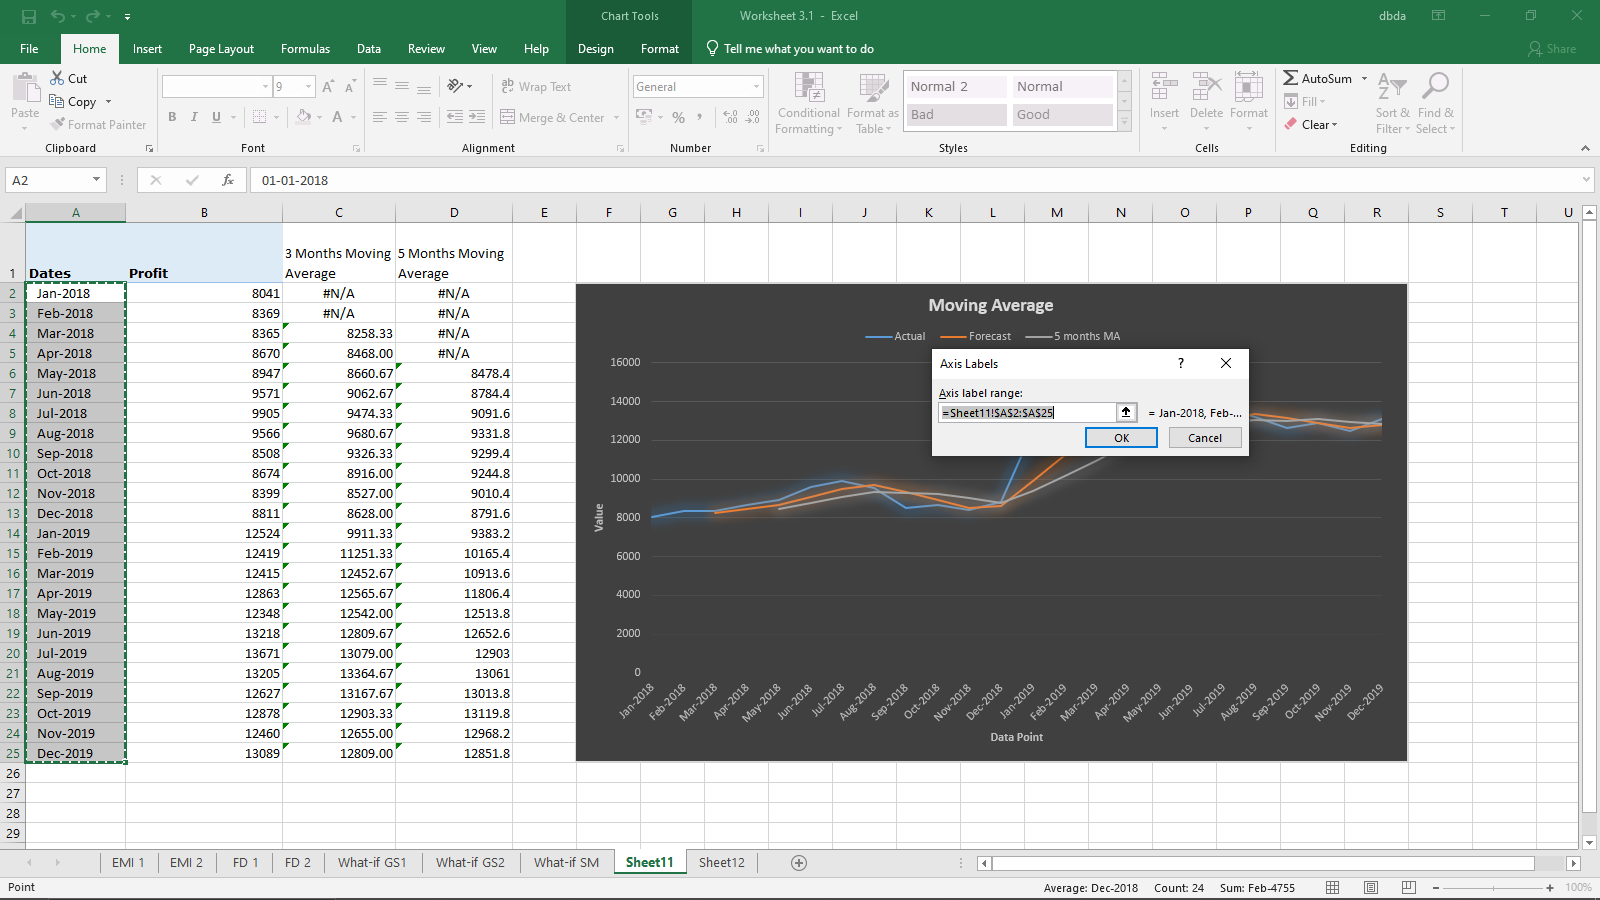 Chart Tools
Worksheet 3.1 - Excel
dbda
File Home Insert Page Layout Formulas Data Review View Help Design Format Tell me what you want to do Share
Paste
Cut
Copy
Format Painter
Clipboard
9
B I U
Font
Wrap Text
Merge & Center
Alignment
General
%
Number
Conditional Formatting
Format as Table
Normal 2 Normal
Bad Good
Styles
Insert Delete Format
Cells
AutoSum
Fill
Clear
Sort & Filter
Find & Select
Editing
A2 fx 01-01-2018
A B C D E F G H I J K L M N O P Q R S T U
1 Dates Profit 3 Months Moving Average 5 Months Moving Average
2 Jan-2018 8041 #N/A #N/A
3 Feb-2018 8369 #N/A #N/A
4 Mar-2018 8365 8258.33 #N/A
5 Apr-2018 8670 8468.00 #N/A
6 May-2018 8947 8660.67 8478.4
7 Jun-2018 9571 9062.67 8784.4
8 Jul-2018 9905 9474.33 9091.6
9 Aug-2018 9566 9680.67 9331.8
10 Sep-2018 8508 9326.33 9299.4
11 Oct-2018 8674 8916.00 9244.8
12 Nov-2018 8399 8527.00 9010.4
13 Dec-2018 8811 8628.00 8791.6
14 Jan-2019 12524 9911.33 9383.2
15 Feb-2019 12419 11251.33 10165.4
16 Mar-2019 12415 12452.67 10913.6
17 Apr-2019 12863 12565.67 11806.4
18 May-2019 12348 12542.00 12513.8
19 Jun-2019 13218 12809.67 12652.6
20 Jul-2019 13671 13079.00 12903
21 Aug-2019 13205 13364.67 13061
22 Sep-2019 12627 13167.67 13013.8
23 Oct-2019 12878 12903.33 13119.8
24 Nov-2019 12460 12655.00 12968.2
25 Dec-2019 13089 12809.00 12851.8
26
27
28
29
Moving Average
Actual Forecast 5 months MA
16000
14000
12000
10000
8000
6000
4000
2000
0
Value
Jan-2018 Feb-2018 Mar-2018 Apr-2018 May-2018 Jun-2018 Jul-2018 Aug-2018 Sep-2018 Oct-2018 Nov-2018 Dec-2018 Jan-2019 Feb-2019 Mar-2019 Apr-2019 May-2019 Jun-2019 Jul-2019 Aug-2019 Sep-2019 Oct-2019 Nov-2019 Dec-2019
Data Point
Axis Labels ?
Axis label range:
=Sheet11!$A$2:$A$25 = Jan-2018, Feb-...
OK Cancel
EMI 1 EMI 2 FD 1 FD 2 What-if GS1 What-if GS2 What-if SM Sheet11 Sheet12
Point Average: Dec-2018 Count: 24 Sum: Feb-4755 100%